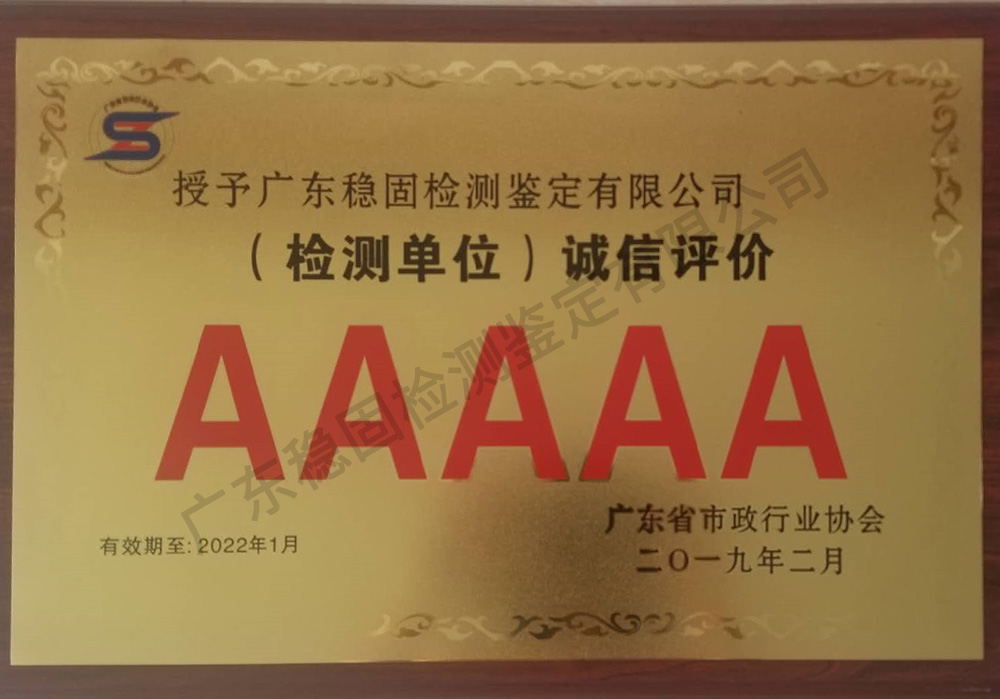 授予广东稳固检测鉴定有限公司
（检测单位）诚信评价
AAAAA
广东省市政行业协会
有效期至: 2022年1月
二〇一九年二月
广东稳固检测鉴定有限公司